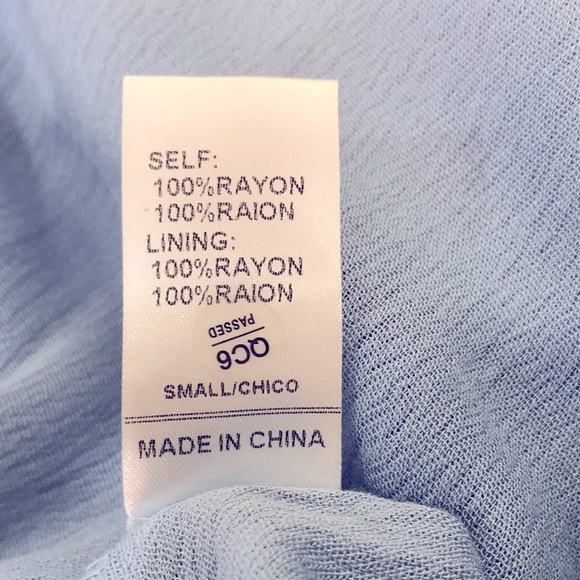 SELF:
100%RAYON
100%RAION
LINING:
100%RAYON
100%RAION
QC6
PASSED
SMALL/CHICO
MADE IN CHINA